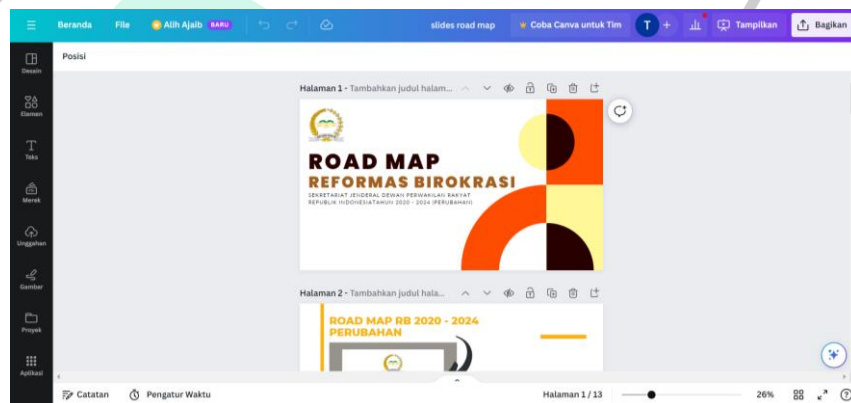 Beranda File Alih Ajaib BARU slides road map Coba Canva untuk Tim T + Tampilkan Bagikan
Posisi
Desain
Elemen
Teks
Merek
Unggahan
Gambar
Proyek
Aplikasi
Halaman 1 - Tambahkan judul halam...
ROAD MAP
REFORMAS BIROKRASI
SEKRETARIAT JENDERAL DEWAN PERWAKILAN RAKYAT
REPUBLIK INDONESIATAHUN 2020 - 2024 (PERUBAHAN)
Halaman 2 - Tambahkan judul hala...
ROAD MAP RB 2020 - 2024
PERUBAHAN
Catatan Pengatur Waktu Halaman 1 / 13 26%